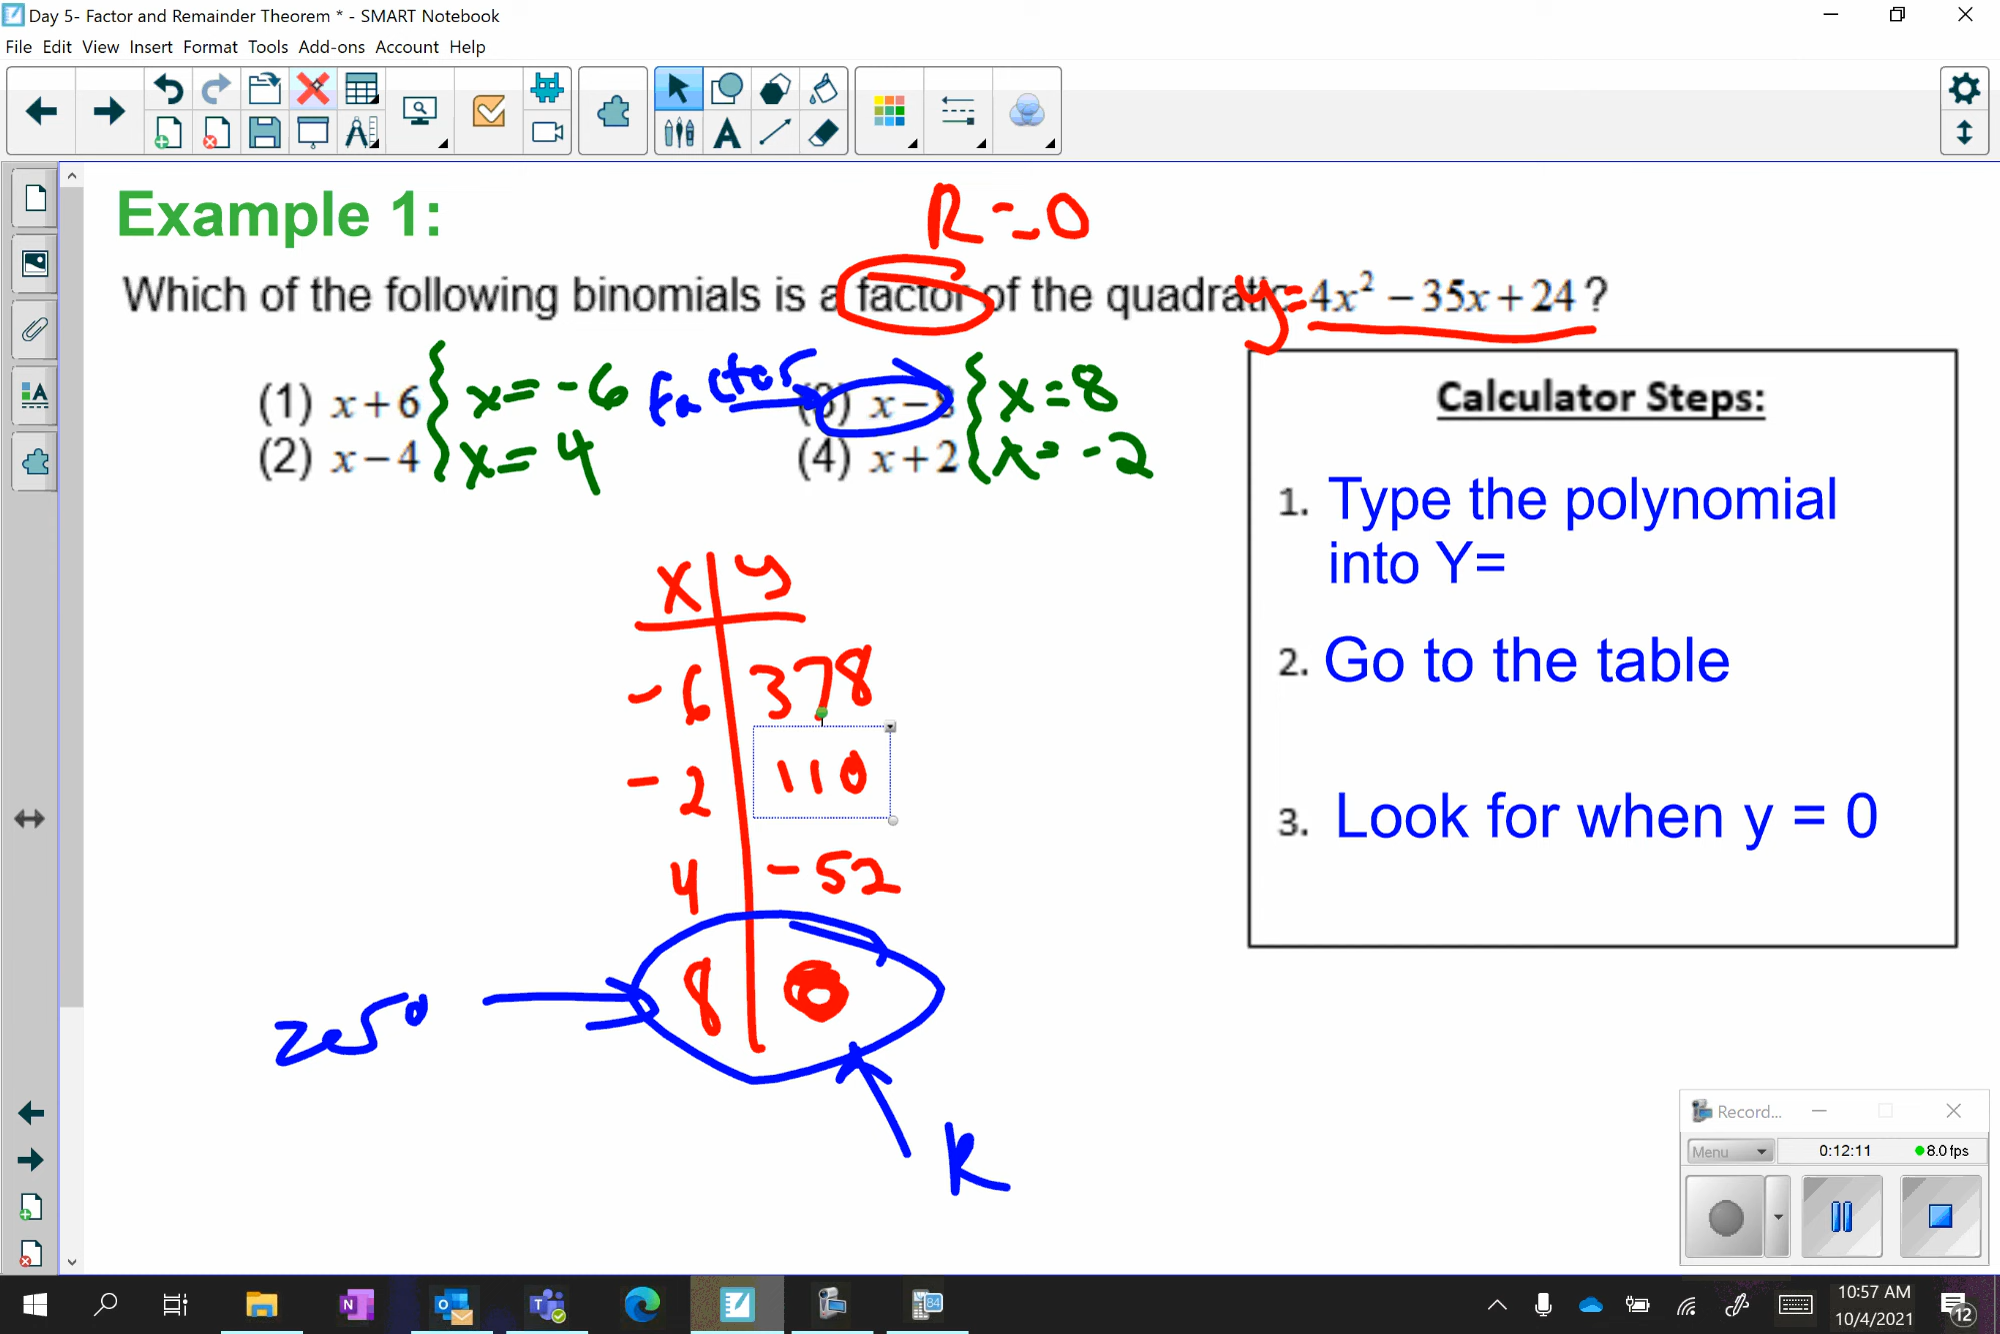 Day 5- Factor and Remainder Theorem * - SMART Notebook
File Edit View Insert Format Tools Add-ons Account Help
Example 1:
R = 0
Which of the following binomials is a factor of the quadratic y = 4x² − 35x + 24 ?
(1) x + 6 { x = -6
Factor (3) x − 8 { x = 8
(2) x − 4 { x = 4
(4) x + 2 { x = -2
x y
-6 378
-2 110
4 -52
8 0
zero
R
Calculator Steps:
1. Type the polynomial
into Y=
2. Go to the table
3. Look for when y = 0
Record...
Menu 0:12:11 8.0 fps
84
10:57 AM
10/4/2021
12